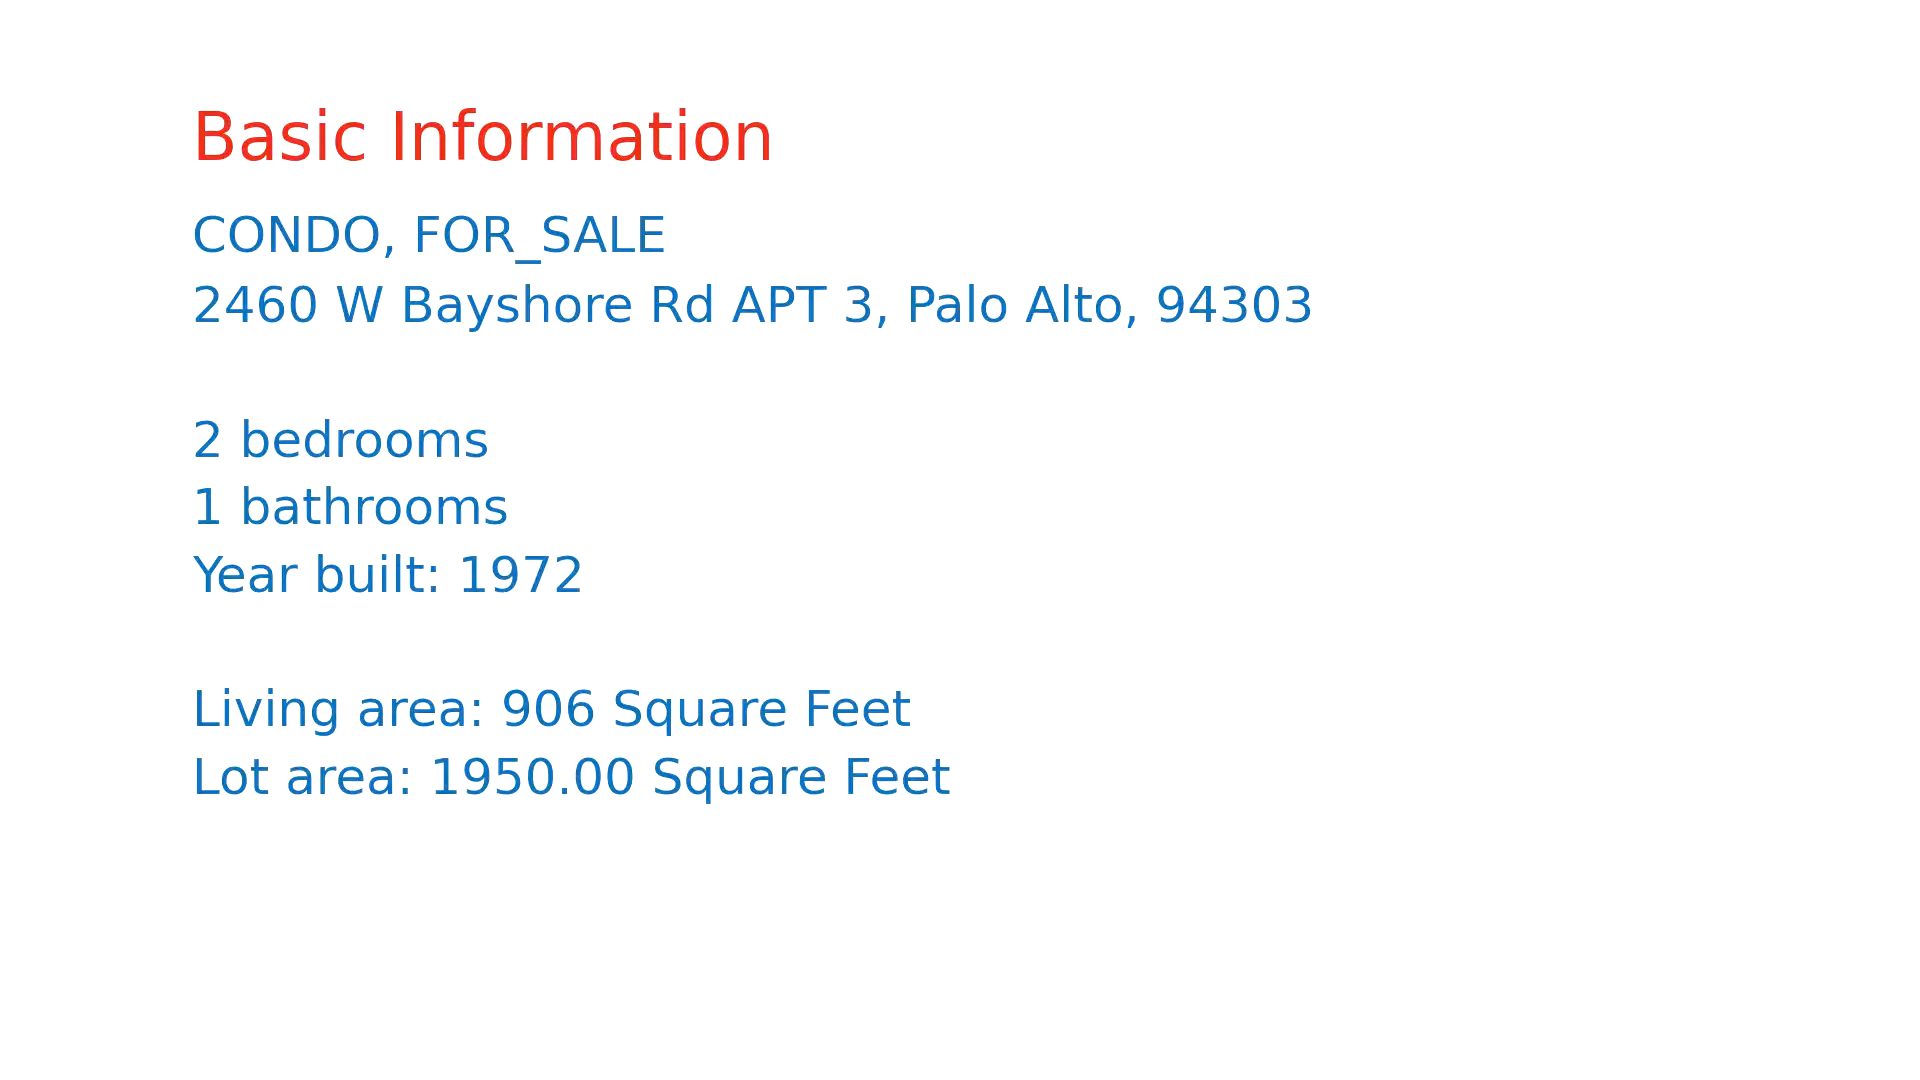 Basic Information
CONDO, FOR_SALE
2460 W Bayshore Rd APT 3, Palo Alto, 94303
2 bedrooms
1 bathrooms
Year built: 1972
Living area: 906 Square Feet
Lot area: 1950.00 Square Feet